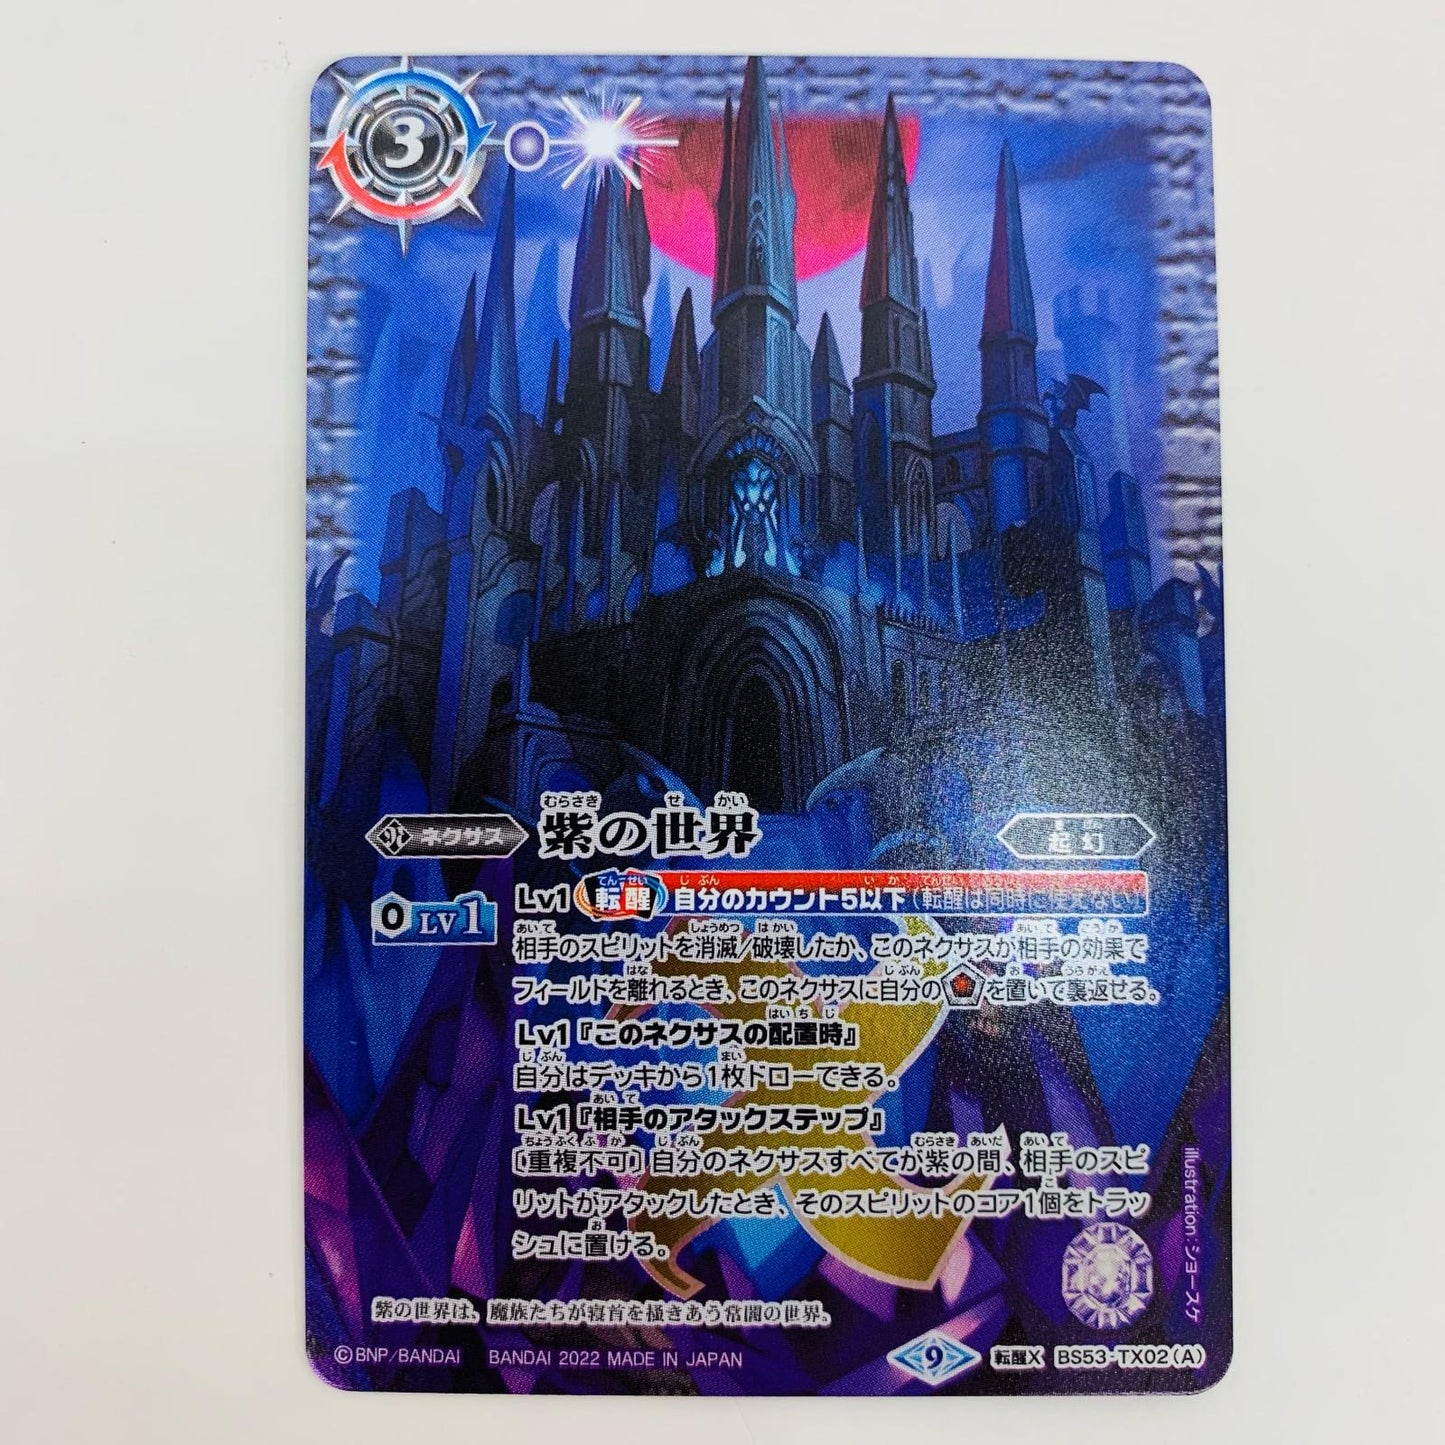 3
紫の世界
むらさき せかい
ネクサス
起幻
Lv1 転醒 自分のカウント5以下(転醒は同時に使えない)
0 LV1
相手のスピリットを消滅/破壊したか、このネクサスが相手の効果で
フィールドを離れるとき、このネクサスに自分の を置いて裏返せる。
Lv1『このネクサスの配置時』
自分はデッキから1枚ドローできる。
Lv1『相手のアタックステップ』
〔重複不可〕自分のネクサスすべてが紫の間、相手のスピ
リットがアタックしたとき、そのスピリットのコア1個をトラッ
シュに置ける。
紫の世界は、魔族たちが寝首を掻きあう常闇の世界。
illustration:ショースケ
©BNP/BANDAI BANDAI 2022 MADE IN JAPAN
9 転醒X BS53-TX02(A)